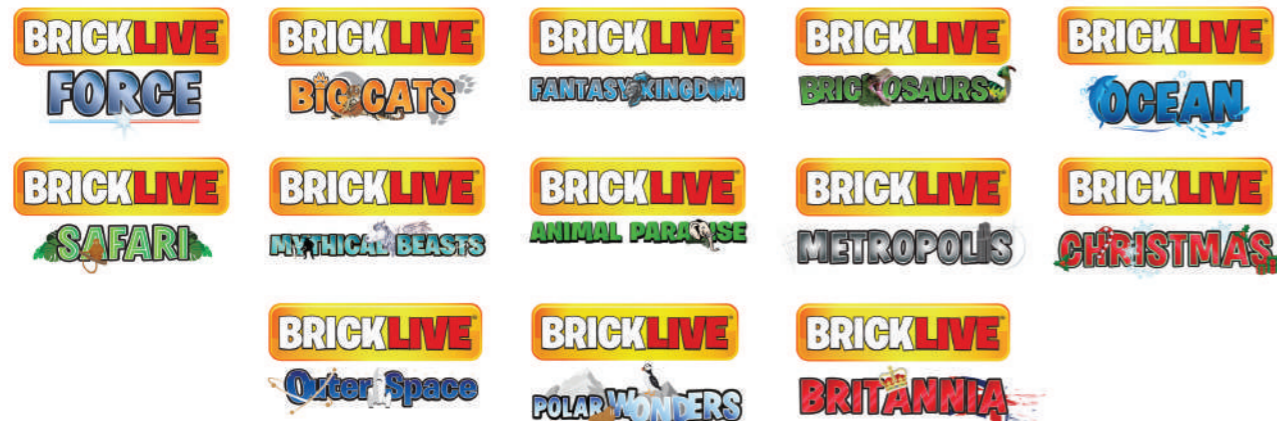 BRICKLIVE BRICKLIVE BRICKLIVE BRICKLIVE BRICKLIVE
FORCE BIG CATS FANTASY KINGDOM BRICKOSAURS OCEAN
BRICKLIVE BRICKLIVE BRICKLIVE BRICKLIVE BRICKLIVE
SAFARI MYTHICAL BEASTS ANIMAL PARADISE METROPOLIS CHRISTMAS
BRICKLIVE BRICKLIVE BRICKLIVE
Outer Space POLAR WONDERS BRITANNIA